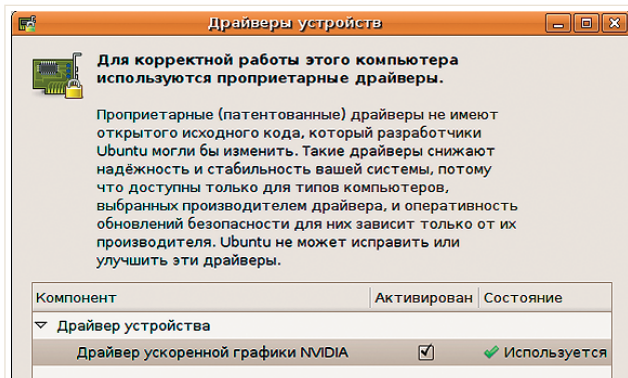 Драйверы устройств
Для корректной работы этого компьютера
используются проприетарные драйверы.
Проприетарные (патентованные) драйверы не имеют
открытого исходного кода, который разработчики
Ubuntu могли бы изменить. Такие драйверы снижают
надёжность и стабильность вашей системы, потому
что доступны только для типов компьютеров,
выбранных производителем драйвера, и оперативность
обновлений безопасности для них зависит только от их
производителя. Ubuntu не может исправить или
улучшить эти драйверы.
Компонент Активирован Состояние
Драйвер устройства
Драйвер ускоренной графики NVIDIA Используется